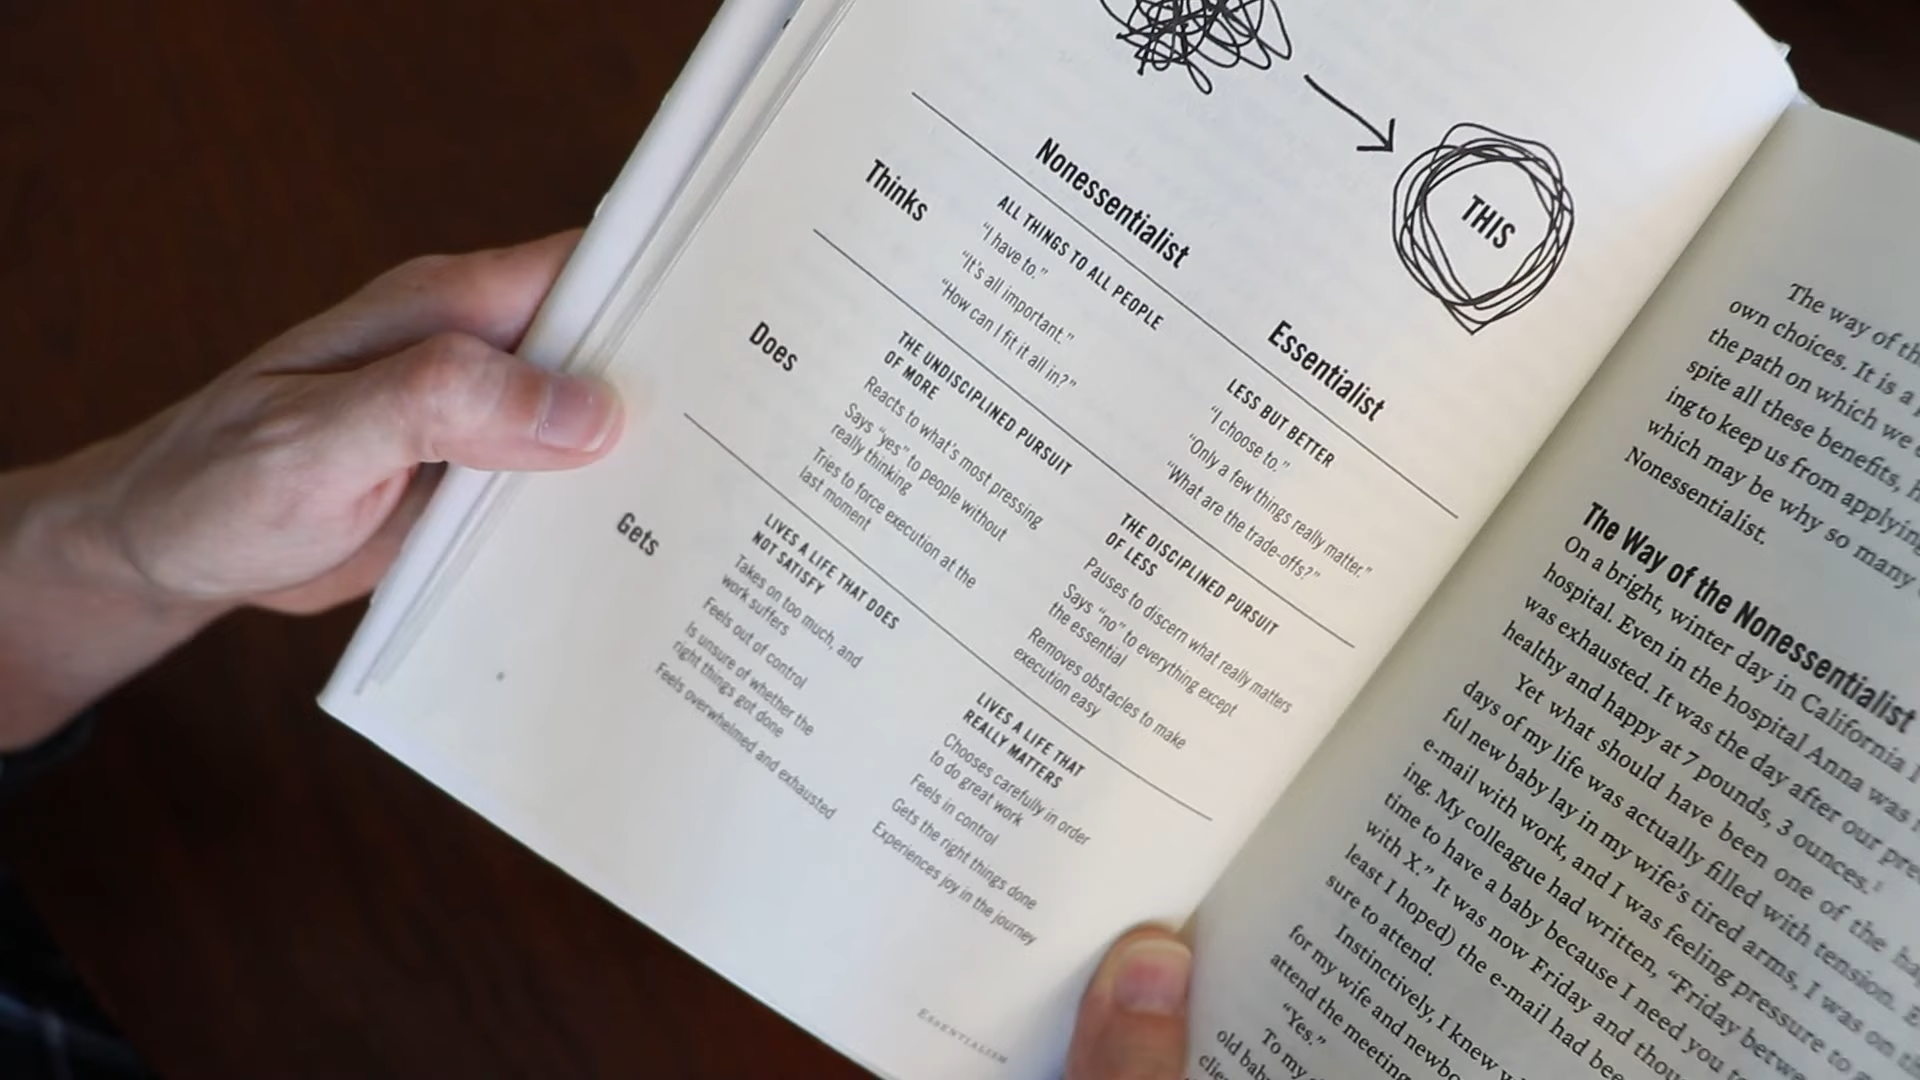 THIS
Nonessentialist
Essentialist
Thinks
ALL THINGS TO ALL PEOPLE
“I have to.”
“It’s all important.”
“How can I fit it all in?”
LESS BUT BETTER
“I choose to.”
“Only a few things really matter.”
“What are the trade-offs?”
Does
THE UNDISCIPLINED PURSUIT
OF MORE
Reacts to what’s most pressing
Says “yes” to people without
really thinking
Tries to force execution at the
last moment
THE DISCIPLINED PURSUIT
OF LESS
Pauses to discern what really matters
Says “no” to everything except
the essential
Removes obstacles to make
execution easy
Gets
LIVES A LIFE THAT DOES
NOT SATISFY
Takes on too much, and
work suffers
Feels out of control
Is unsure of whether the
right things got done
Feels overwhelmed and exhausted
LIVES A LIFE THAT
REALLY MATTERS
Chooses carefully in order
to do great work
Feels in control
Gets the right things done
Experiences joy in the journey
ESSENTIALISM
The way of
own choices. It is a
the path on which we
spite all these benefits,
ing to keep us from applying
which may be why so many
Nonessentialist.
The Way of the Nonessentialist
On a bright, winter day in California
hospital. Even in the hospital Anna was
was exhausted. It was the day after our
healthy and happy at 7 pounds, 3 ounces.¹
Yet what should have been one of the
days of my life was actually filled with tension.
ful new baby lay in my wife’s tired arms, I was on
e-mail with work, and I was feeling pressure to
ing. My colleague had written, “Friday
time to have a baby because I need you
with X.” It was now Friday and
least I hoped) the e-mail had been
sure to attend.
Instinctively, I knew
for my wife and
attend the meeting
“Yes.”
To my
old